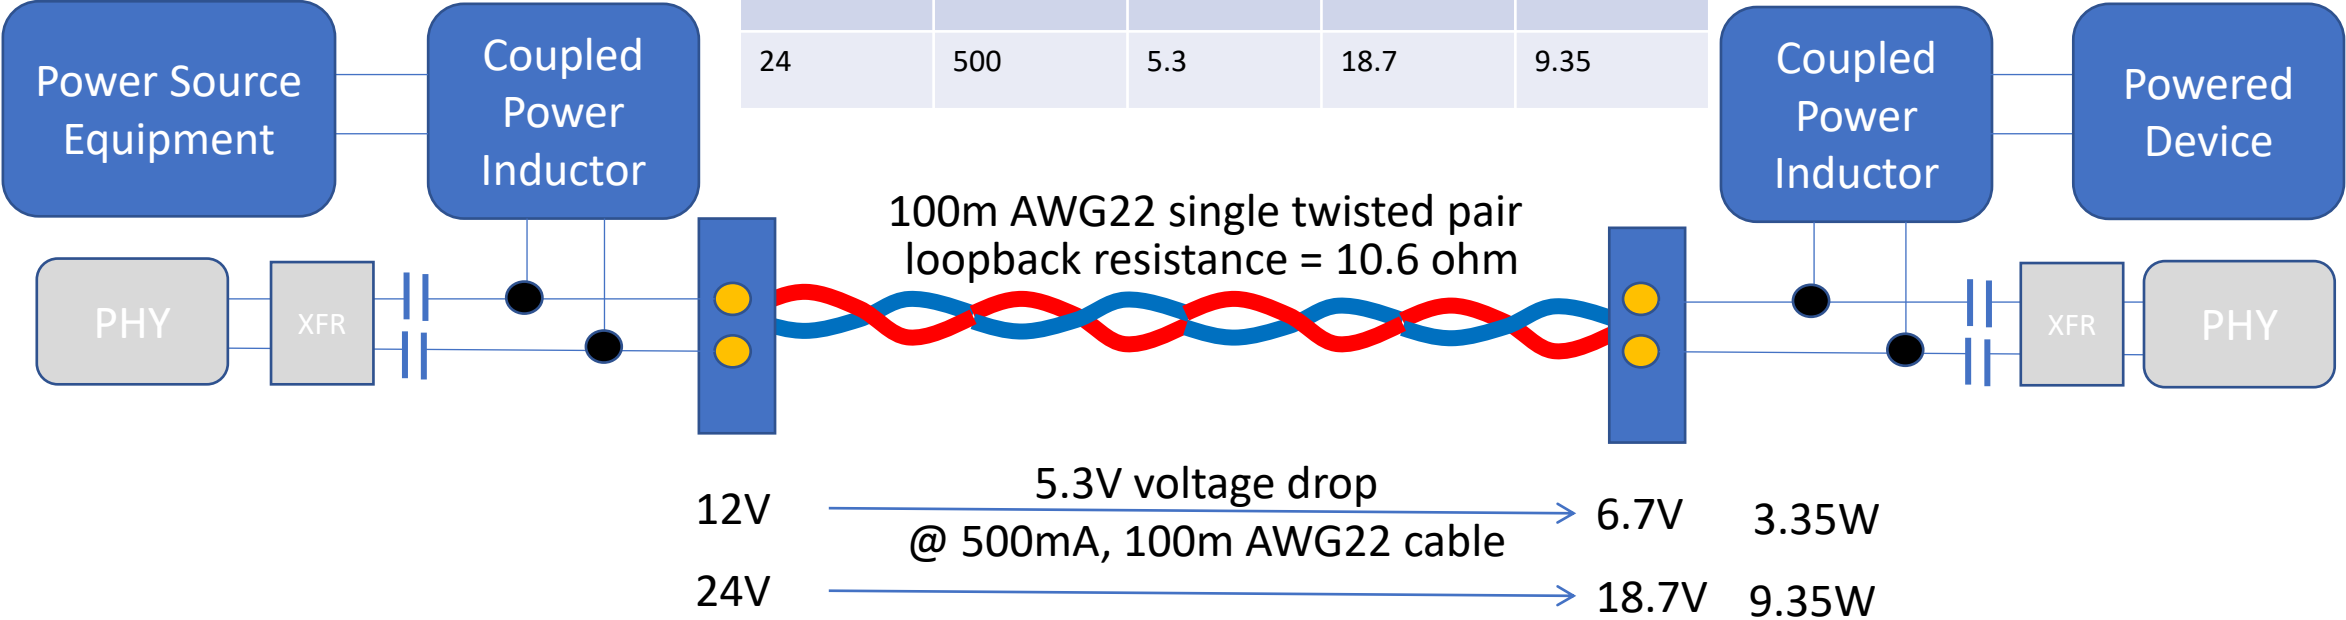 Power Source
Equipment
Coupled
Power
Inductor
24 500 5.3 18.7 9.35
Coupled
Power
Inductor
Powered
Device
100m AWG22 single twisted pair
loopback resistance = 10.6 ohm
PHY
XFR
XFR
PHY
12V
5.3V voltage drop
@ 500mA, 100m AWG22 cable
6.7V
3.35W
24V
18.7V
9.35W